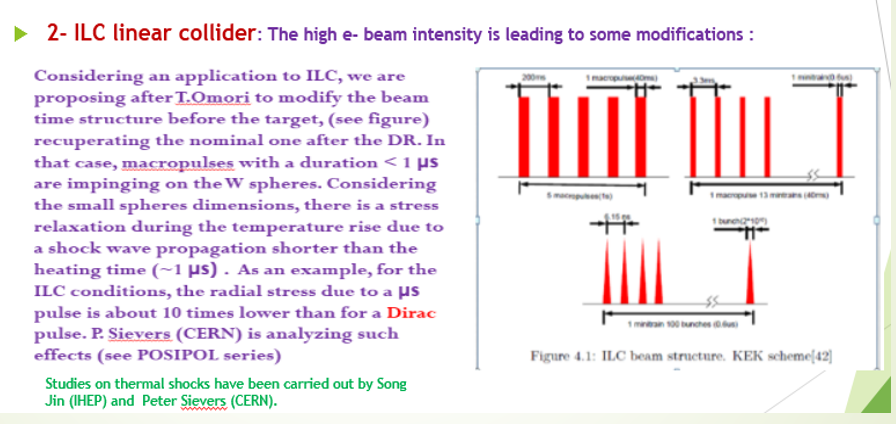 2- ILC linear collider: The high e- beam intensity is leading to some modifications :
Considering an application to ILC, we are
proposing after T.Omori to modify the beam
time structure before the target, (see figure)
recuperating the nominal one after the DR. In
that case, macropulses with a duration < 1 µs
are impinging on the W spheres. Considering
the small spheres dimensions, there is a stress
relaxation during the temperature rise due to
a shock wave propagation shorter than the
heating time (~1 µs) . As an example, for the
ILC conditions, the radial stress due to a µs
pulse is about 10 times lower than for a Dirac
pulse. P. Sievers (CERN) is analyzing such
effects (see POSIPOL series)
Studies on thermal shocks have been carried out by Song
Jin (IHEP) and Peter Sievers (CERN).
200ms
1 macropulse(40ms)
3.3ms
1 minitrain(0.6us)
5 macropulses(1s)
1 macropulse 13 minitrains (40ms)
6.15 ns
1 bunch(2*10¹⁰)
1 minitrain 100 bunches (0.6us)
Figure 4.1: ILC beam structure. KEK scheme[42]